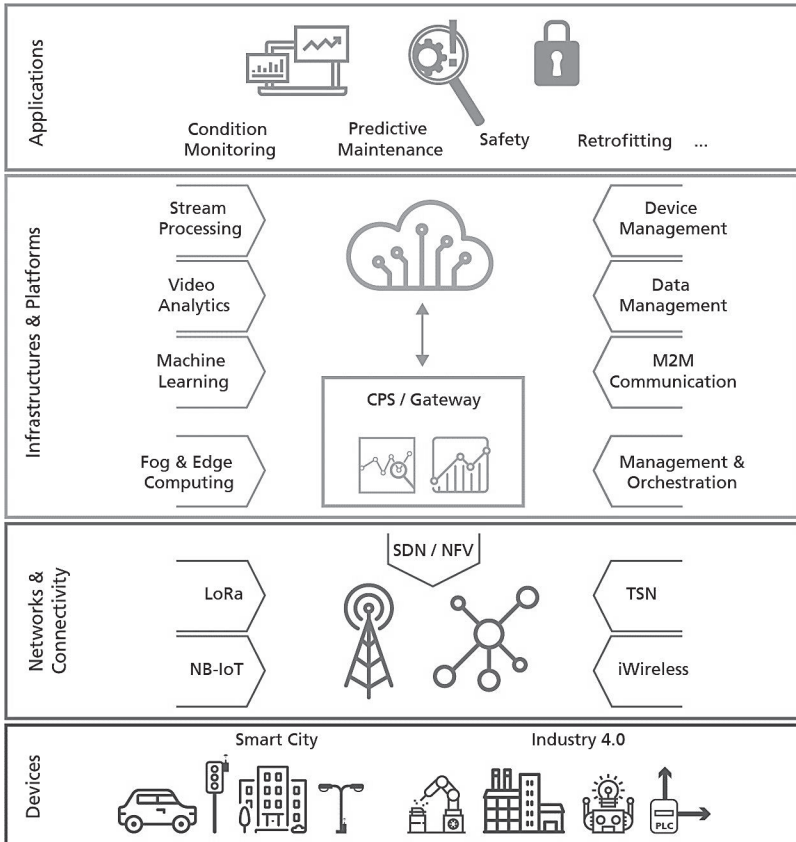 Applications
Condition
Monitoring
Predictive
Maintenance
Safety
Retrofitting
...
Infrastructures & Platforms
Stream
Processing
Video
Analytics
Machine
Learning
Fog & Edge
Computing
CPS / Gateway
Device
Management
Data
Management
M2M
Communication
Management &
Orchestration
Networks &
Connectivity
SDN / NFV
LoRa
NB-IoT
TSN
iWireless
Devices
Smart City
Industry 4.0
PLC